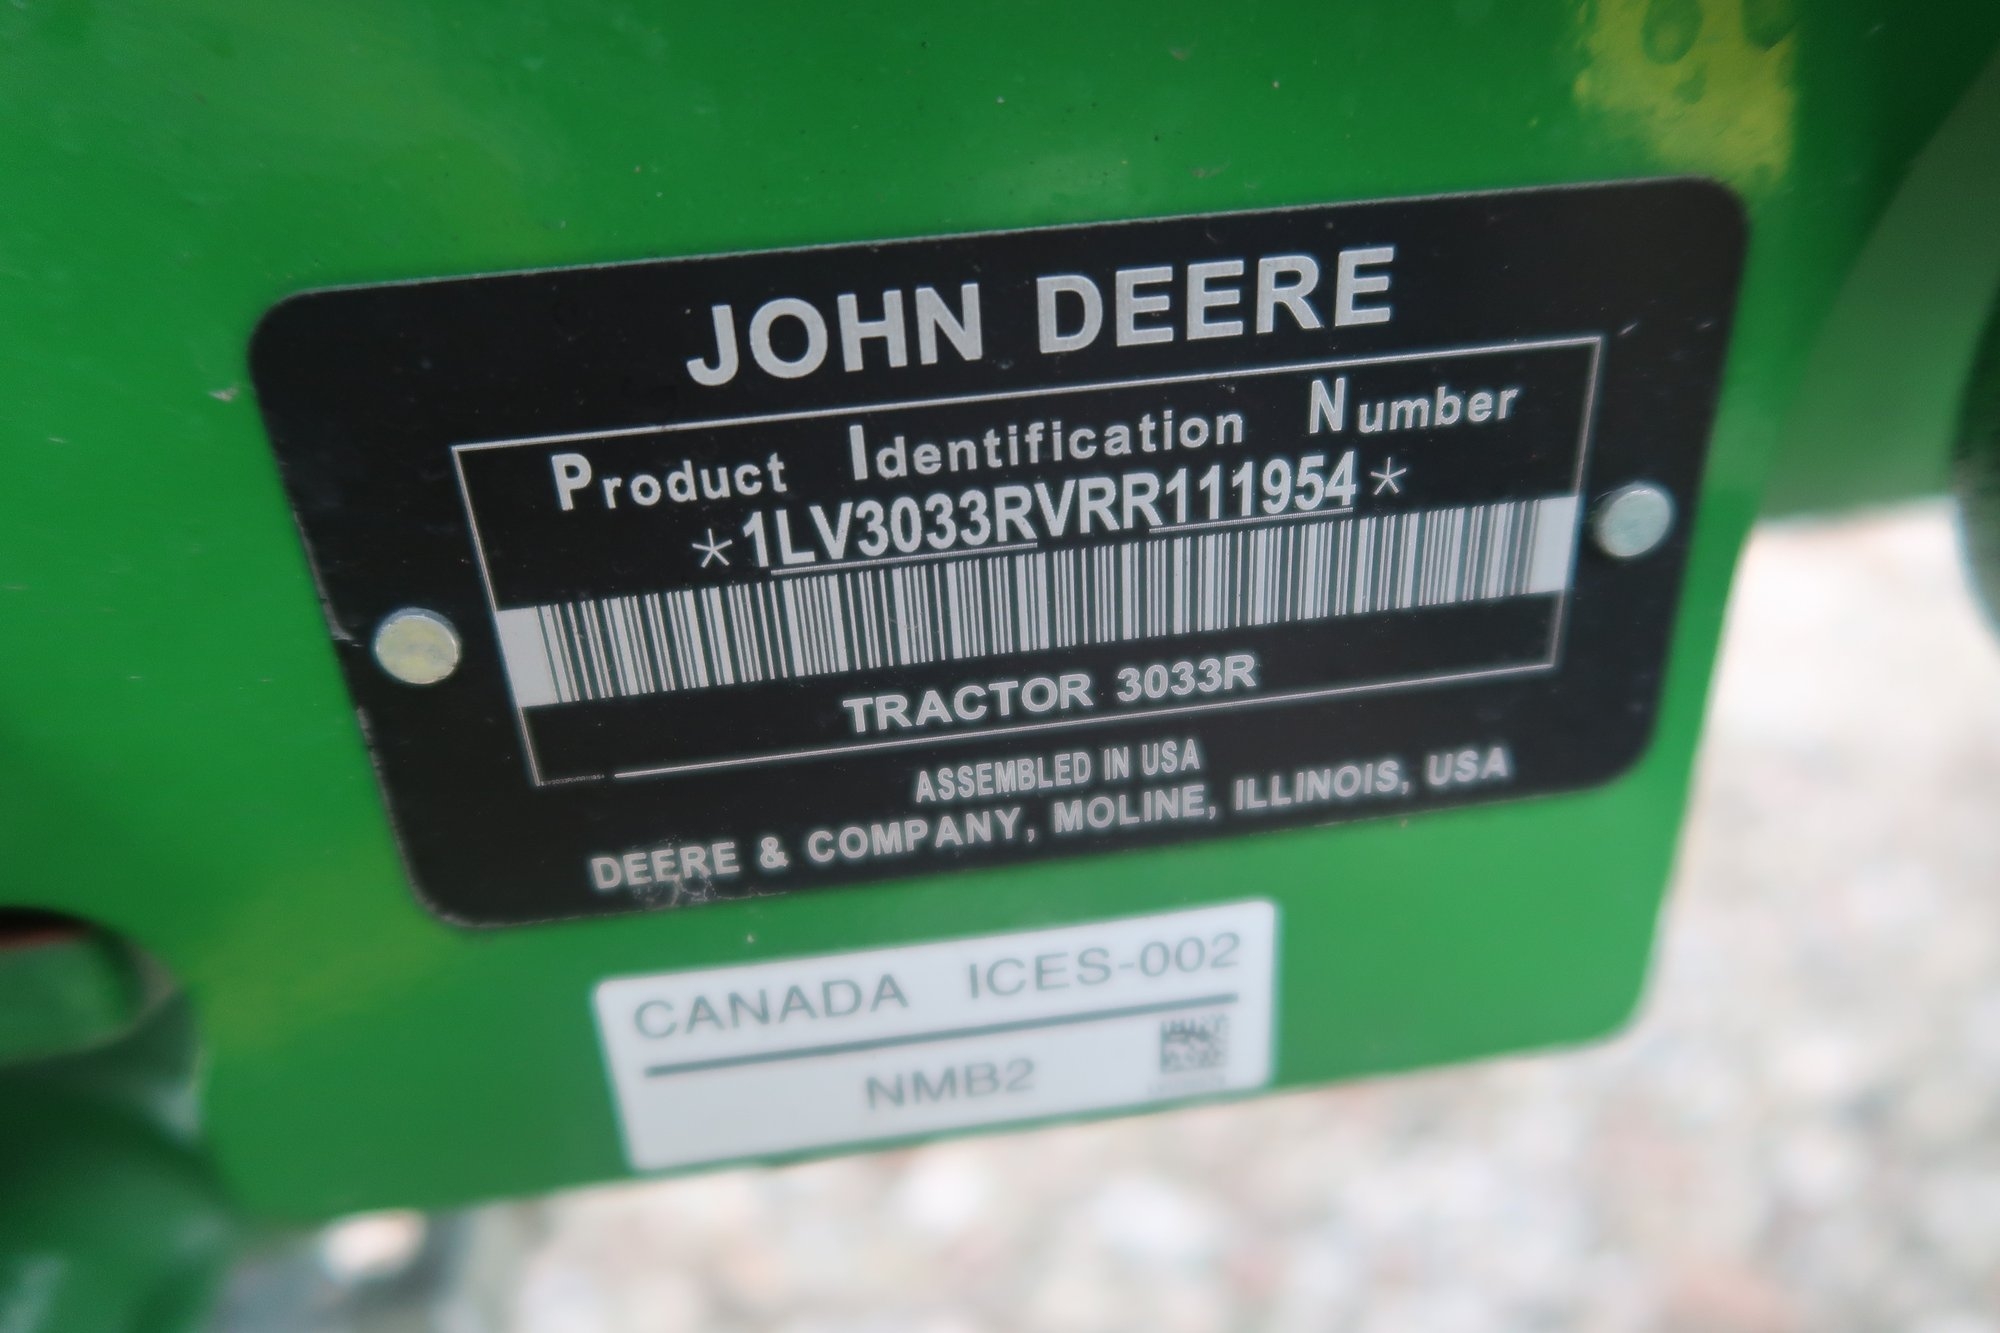 JOHN DEERE
Product Identification Number
*1LV3033RVRR111954*
TRACTOR 3033R
ASSEMBLED IN USA
DEERE & COMPANY, MOLINE, ILLINOIS, USA
CANADA ICES-002
NMB2